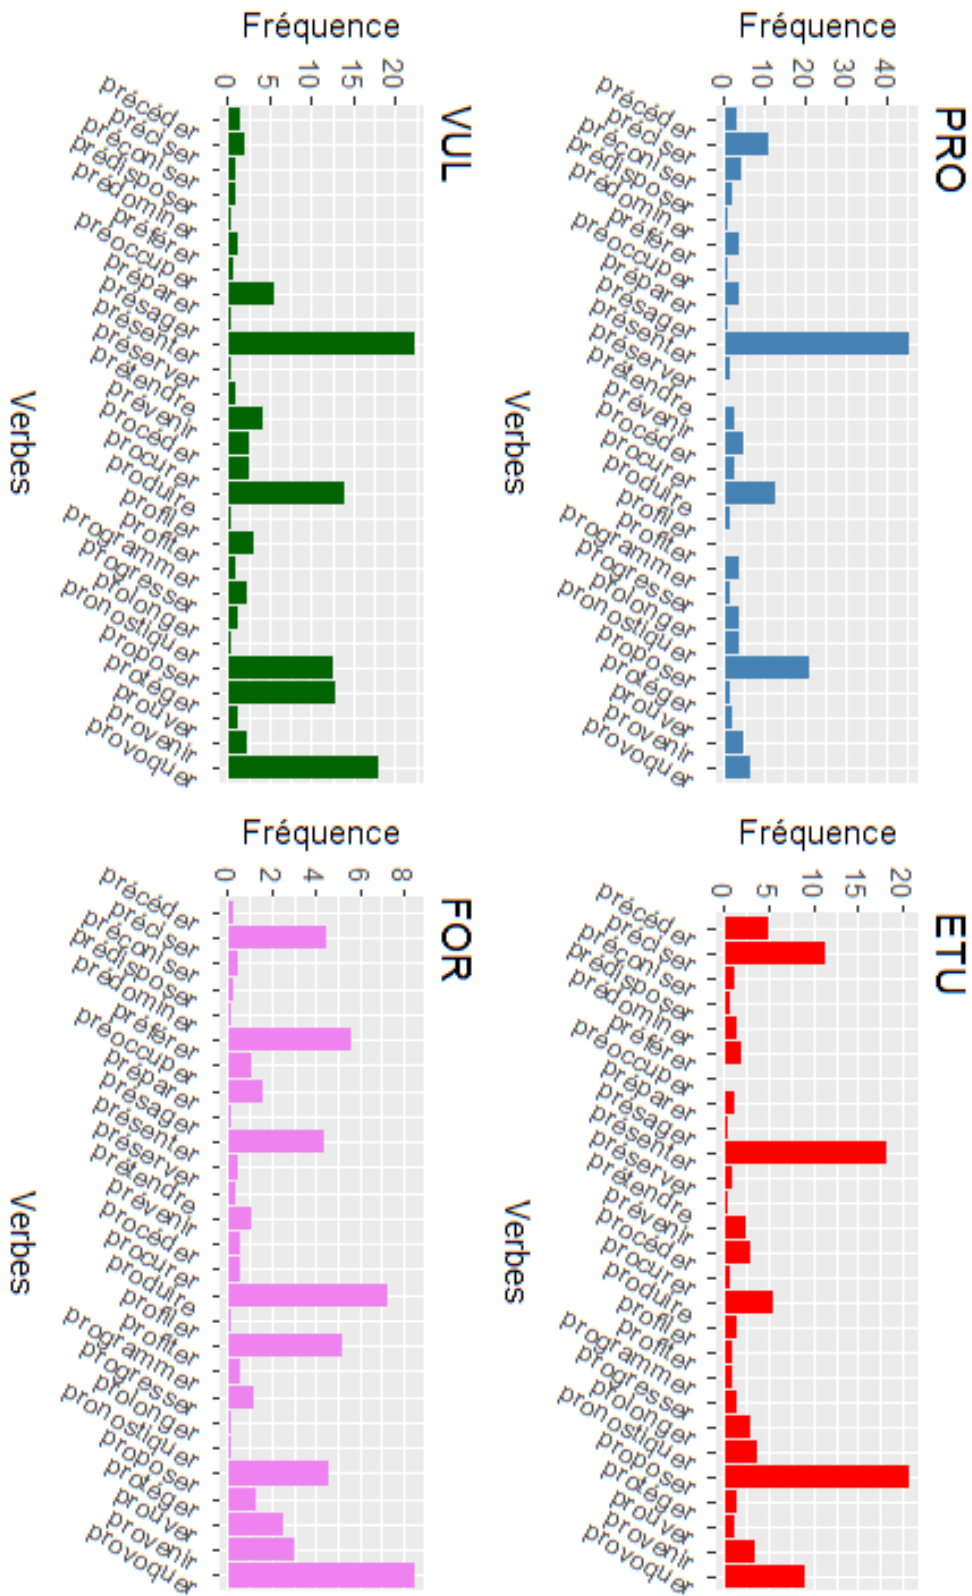 PRO
Fréquence
0 10 20 30 40
précéder
préciser
préconiser
prédisposer
prédominer
préférer
préoccuper
préparer
présager
présenter
préserver
prétendre
prévenir
procéder
procurer
produire
profiler
profiter
programmer
progresser
prolonger
pronostiquer
proposer
protéger
prouver
provenir
provoquer
Verbes
ETU
Fréquence
0 5 10 15 20
précéder
préciser
préconiser
prédisposer
prédominer
préférer
préoccuper
préparer
présager
présenter
préserver
prétendre
prévenir
procéder
procurer
produire
profiler
profiter
programmer
progresser
prolonger
pronostiquer
proposer
protéger
prouver
provenir
provoquer
Verbes
VUL
Fréquence
0 5 10 15 20
précéder
préciser
préconiser
prédisposer
prédominer
préférer
préoccuper
préparer
présager
présenter
préserver
prétendre
prévenir
procéder
procurer
produire
profiler
profiter
programmer
progresser
prolonger
pronostiquer
proposer
protéger
prouver
provenir
provoquer
Verbes
FOR
Fréquence
0 2 4 6 8
précéder
préciser
préconiser
prédisposer
prédominer
préférer
préoccuper
préparer
présager
présenter
préserver
prétendre
prévenir
procéder
procurer
produire
profiler
profiter
programmer
progresser
prolonger
pronostiquer
proposer
protéger
prouver
provenir
provoquer
Verbes